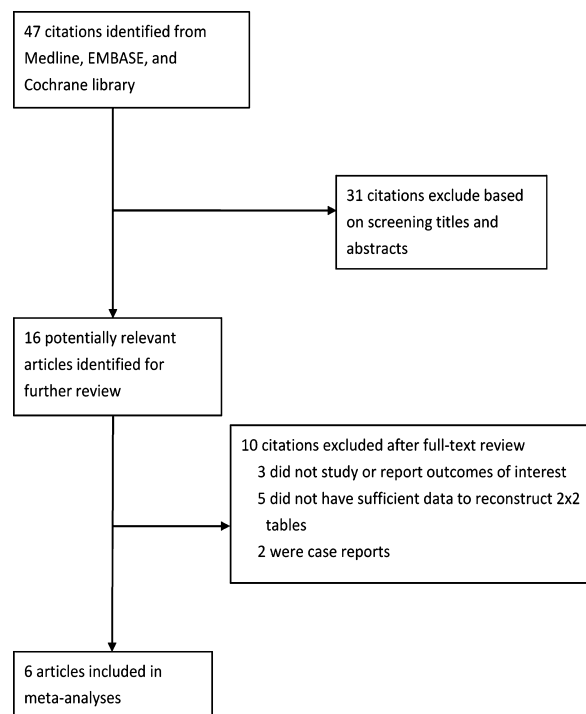 47 citations identified from
Medline, EMBASE, and
Cochrane library
31 citations exclude based
on screening titles and
abstracts
16 potentially relevant
articles identified for
further review
10 citations excluded after full-text review
3 did not study or report outcomes of interest
5 did not have sufficient data to reconstruct 2x2
tables
2 were case reports
6 articles included in
meta-analyses